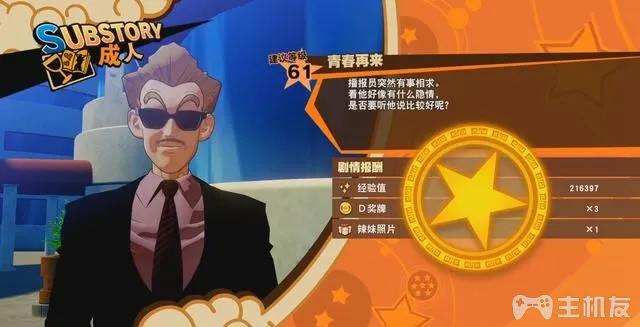 SUBSTORY
成人
建议等级
61
青春再来
播报员突然有事相求。
看他好像有什么隐情，
是否要听他说比较好呢？
剧情报酬
经验值 216397
D奖牌 ×3
辣妹照片 ×1
主机友